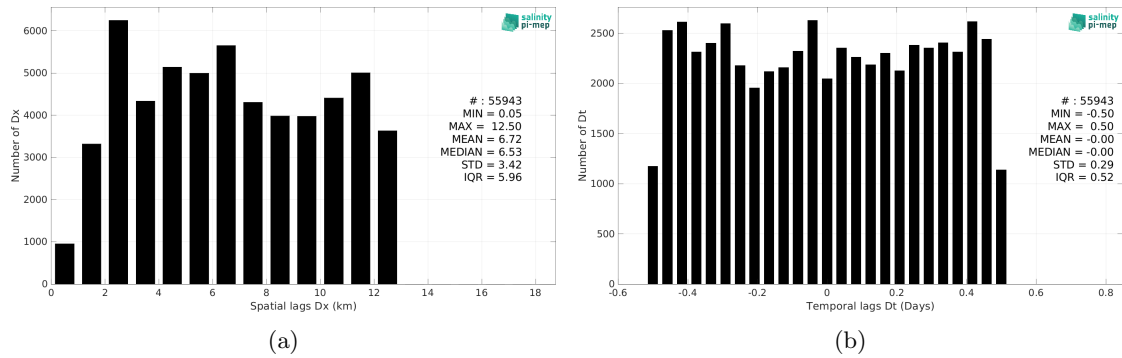 6000
5000
4000
3000
2000
1000
0
Number of Dx
0 2 4 6 8 10 12 14 16 18
Spatial lags Dx (km)
salinity
pi-mep
# : 55943
MIN = 0.05
MAX = 12.50
MEAN = 6.72
MEDIAN = 6.53
STD = 3.42
IQR = 5.96
(a)
2500
2000
1500
1000
500
0
Number of Dt
-0.6 -0.4 -0.2 0 0.2 0.4 0.6 0.8
Temporal lags Dt (Days)
salinity
pi-mep
# : 55943
MIN = -0.50
MAX = 0.50
MEAN = -0.00
MEDIAN = -0.00
STD = 0.29
IQR = 0.52
(b)